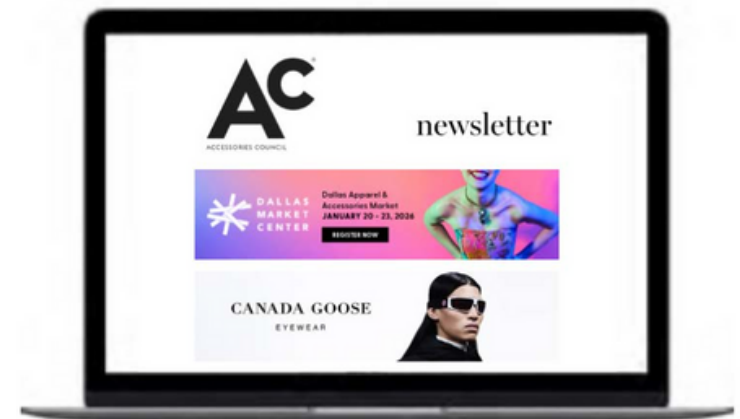 AC
ACCESSORIES COUNCIL
newsletter
DALLAS
MARKET
CENTER
Dallas Apparel &
Accessories Market
JANUARY 20 - 23, 2026
REGISTER NOW
CANADA GOOSE
EYEWEAR